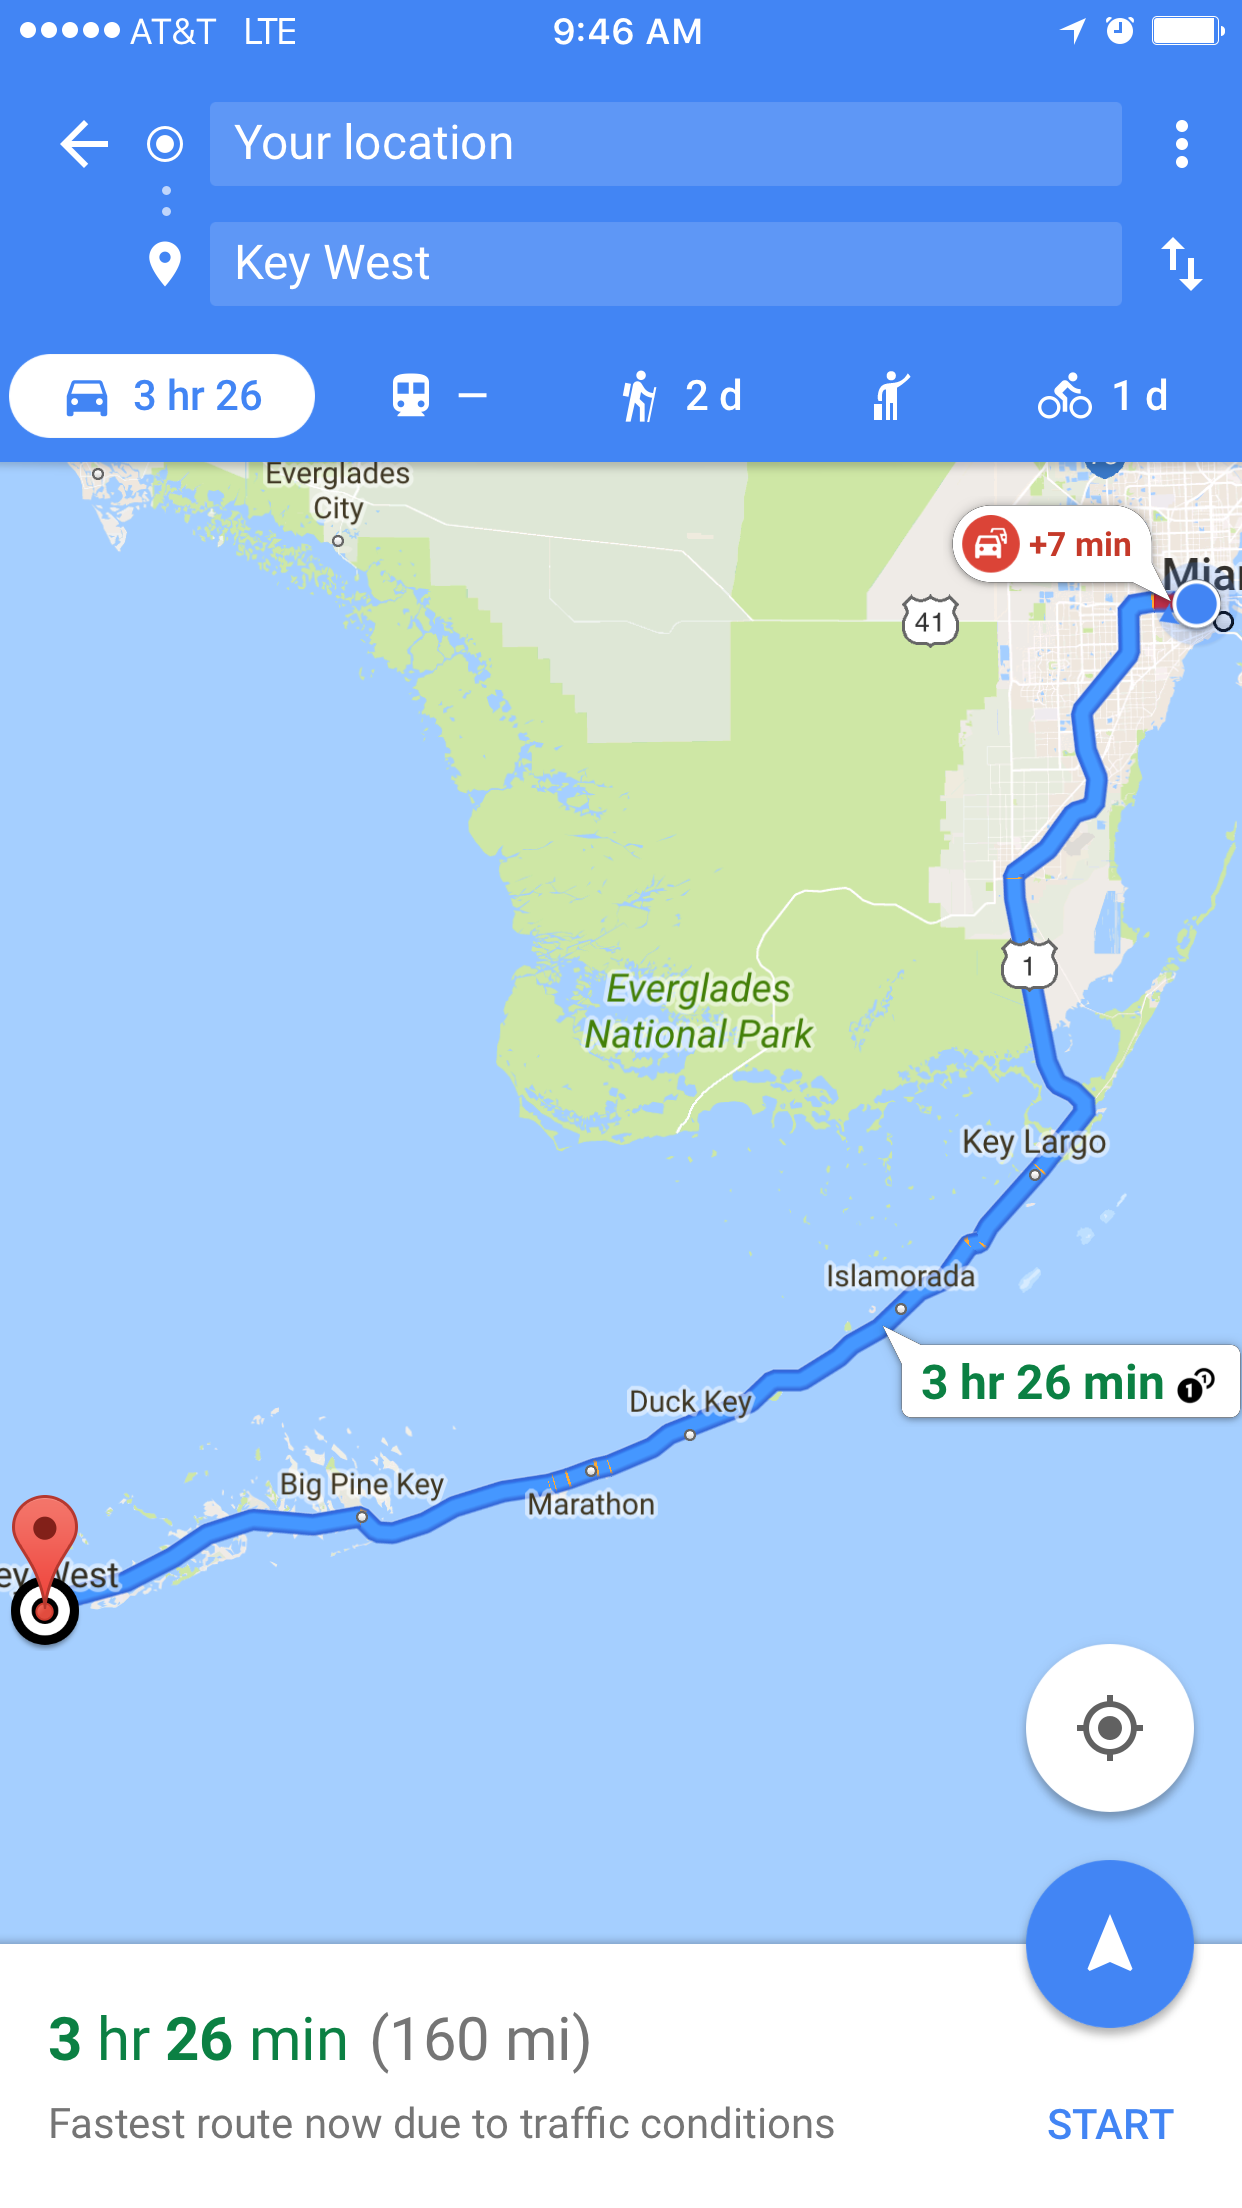 AT&T LTE 9:46 AM
Your location
Key West
3 hr 26 — 2 d 1 d
Everglades
City
+7 min
41
1
Everglades
National Park
Key Largo
Islamorada
3 hr 26 min
Duck Key
Big Pine Key
Marathon
ey West
3 hr 26 min (160 mi)
Fastest route now due to traffic conditions
START